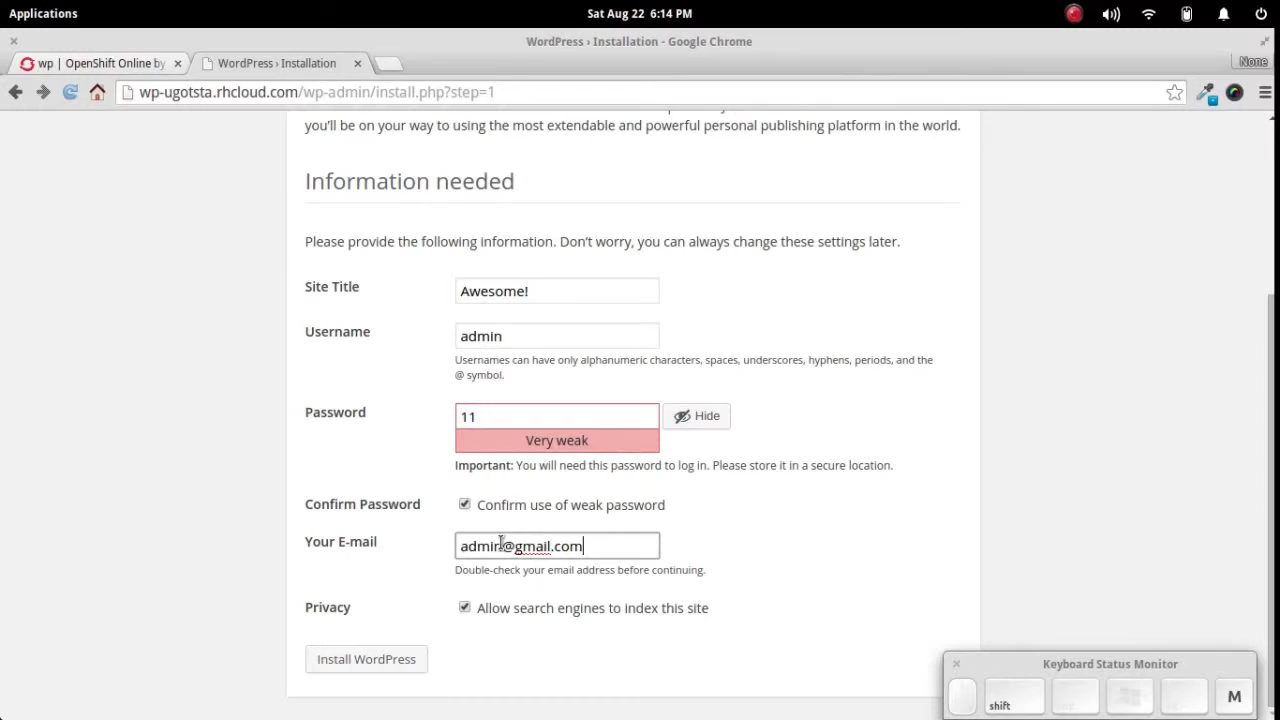 Applications
Sat Aug 22 6:14 PM
WordPress › Installation - Google Chrome
wp | OpenShift Online by
WordPress › Installation
None
wp-ugotsta.rhcloud.com/wp-admin/install.php?step=1
you'll be on your way to using the most extendable and powerful personal publishing platform in the world.
Information needed
Please provide the following information. Don't worry, you can always change these settings later.
Site Title
Awesome!
Username
admin
Usernames can have only alphanumeric characters, spaces, underscores, hyphens, periods, and the
@ symbol.
Password
11
Hide
Very weak
Important: You will need this password to log in. Please store it in a secure location.
Confirm Password
Confirm use of weak password
Your E-mail
admin@gmail.com
Double-check your email address before continuing.
Privacy
Allow search engines to index this site
Install WordPress
Keyboard Status Monitor
shift
M